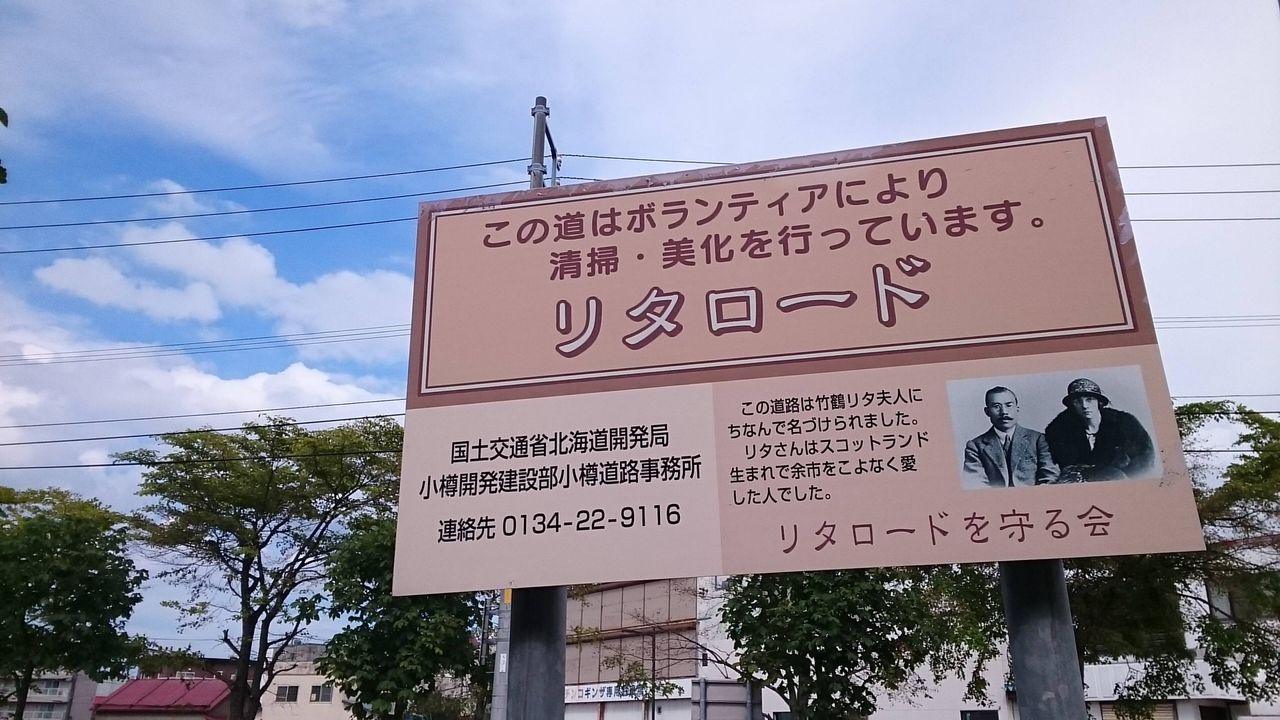 この道はボランティアにより
清掃・美化を行っています。
リタロード
国土交通省北海道開発局
小樽開発建設部小樽道路事務所
連絡先 0134-22-9116
この道路は竹鶴リタ夫人に
ちなんで名づけられました。
リタさんはスコットランド
生まれで余市をこよなく愛
した人でした。
リタロードを守る会